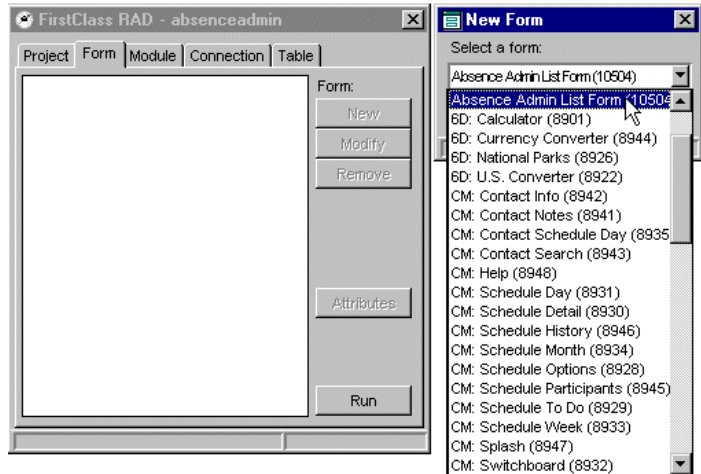 FirstClass RAD - absenceadmin
Project Form Module Connection Table
Form:
New
Modify
Remove
Attributes
Run
New Form
Select a form:
Absence Admin List Form (10504)
Absence Admin List Form (10504
6D: Calculator (8901)
6D: Currency Converter (8944)
6D: National Parks (8926)
6D: U.S. Converter (8922)
CM: Contact Info (8942)
CM: Contact Notes (8941)
CM: Contact Schedule Day (8935
CM: Contact Search (8943)
CM: Help (8948)
CM: Schedule Day (8931)
CM: Schedule Detail (8930)
CM: Schedule History (8946)
CM: Schedule Month (8934)
CM: Schedule Options (8928)
CM: Schedule Participants (8945)
CM: Schedule To Do (8929)
CM: Schedule Week (8933)
CM: Splash (8947)
CM: Switchboard (8932)